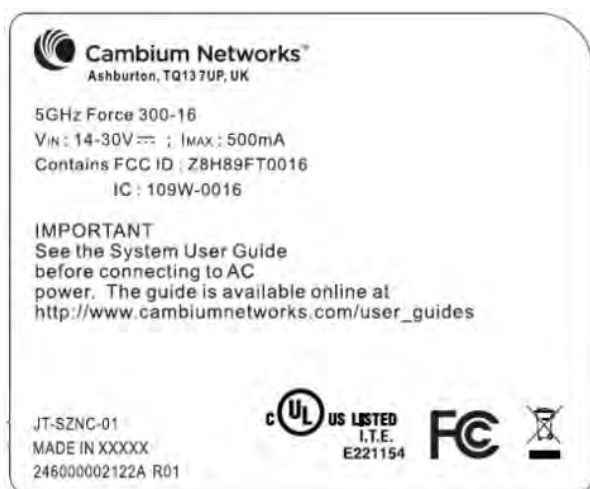 Cambium Networks™
Ashburton, TQ13 7UP, UK
5GHz Force 300-16
VIN : 14-30V⎓ ; IMAX : 500mA
Contains FCC ID : Z8H89FT0016
IC : 109W-0016
IMPORTANT
See the System User Guide
before connecting to AC
power. The guide is available online at
http://www.cambiumnetworks.com/user_guides
JT-SZNC-01
MADE IN XXXXX
246000002122A R01
C UL US LISTED
I.T.E.
E221154
FC